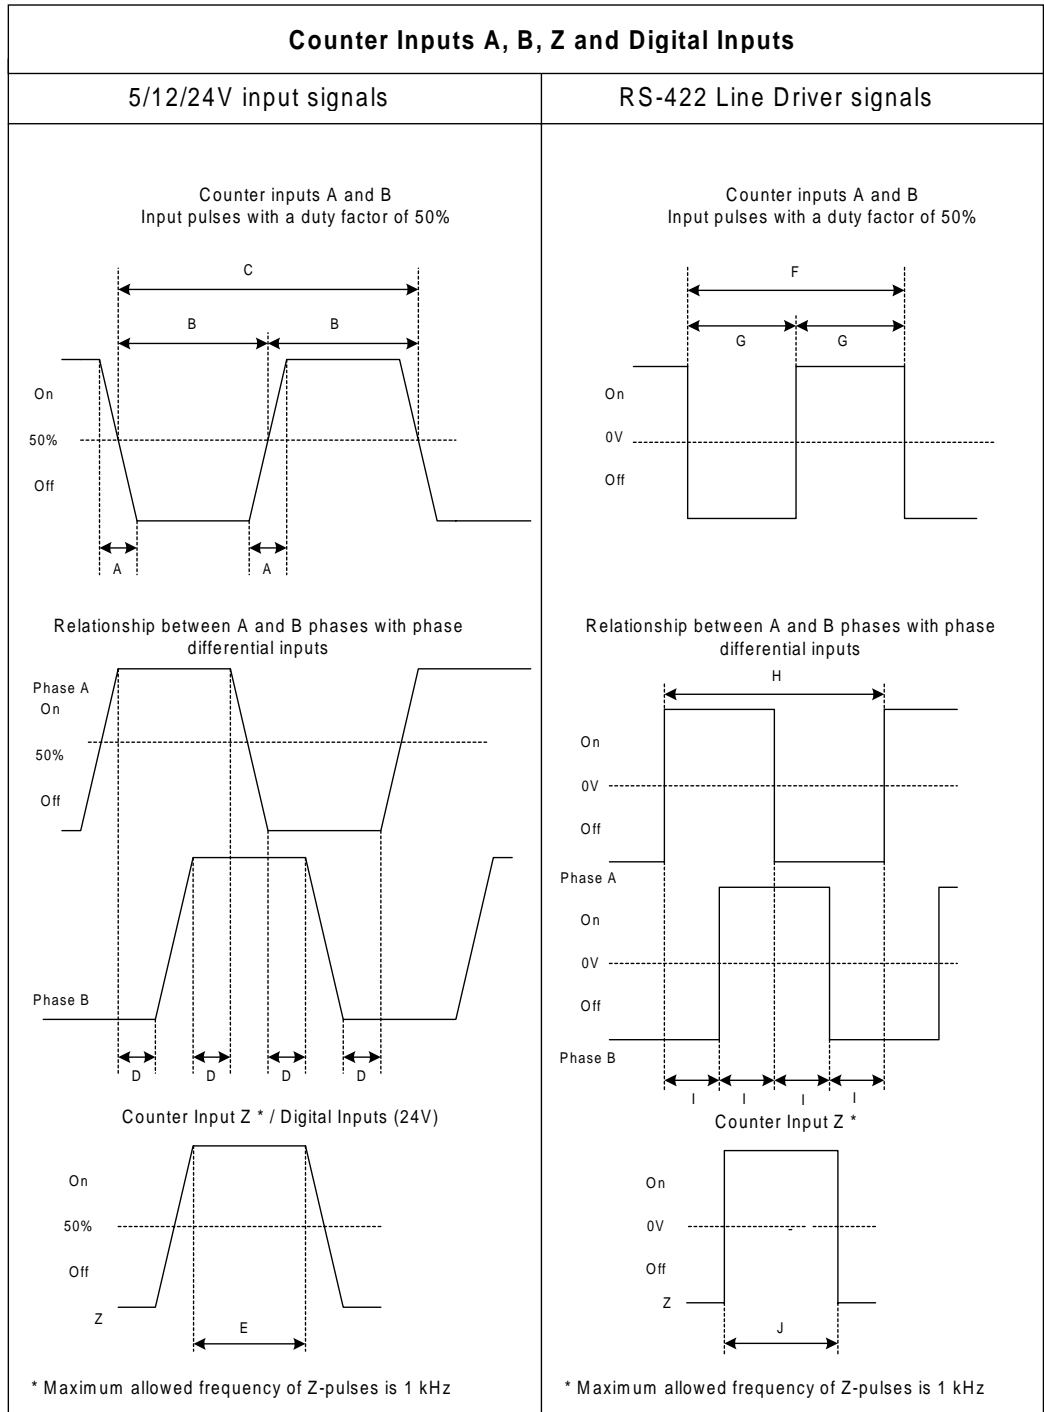 Counter Inputs A, B, Z and Digital Inputs
5/12/24V input signals
RS-422 Line Driver signals
Counter inputs A and B
Input pulses with a duty factor of 50%
C
B B
On
50%
Off
A A
Relationship between A and B phases with phase
differential inputs
Phase A
On
50%
Off
Phase B
D D D D
Counter Input Z * / Digital Inputs (24V)
On
50%
Off
Z
E
* Maximum allowed frequency of Z-pulses is 1 kHz
Counter inputs A and B
Input pulses with a duty factor of 50%
F
G G
On
0V
Off
Relationship between A and B phases with phase
differential inputs
H
On
0V
Off
Phase A
On
0V
Off
Phase B
I I I I
Counter Input Z *
On
0V
Off
Z
J
* Maximum allowed frequency of Z-pulses is 1 kHz